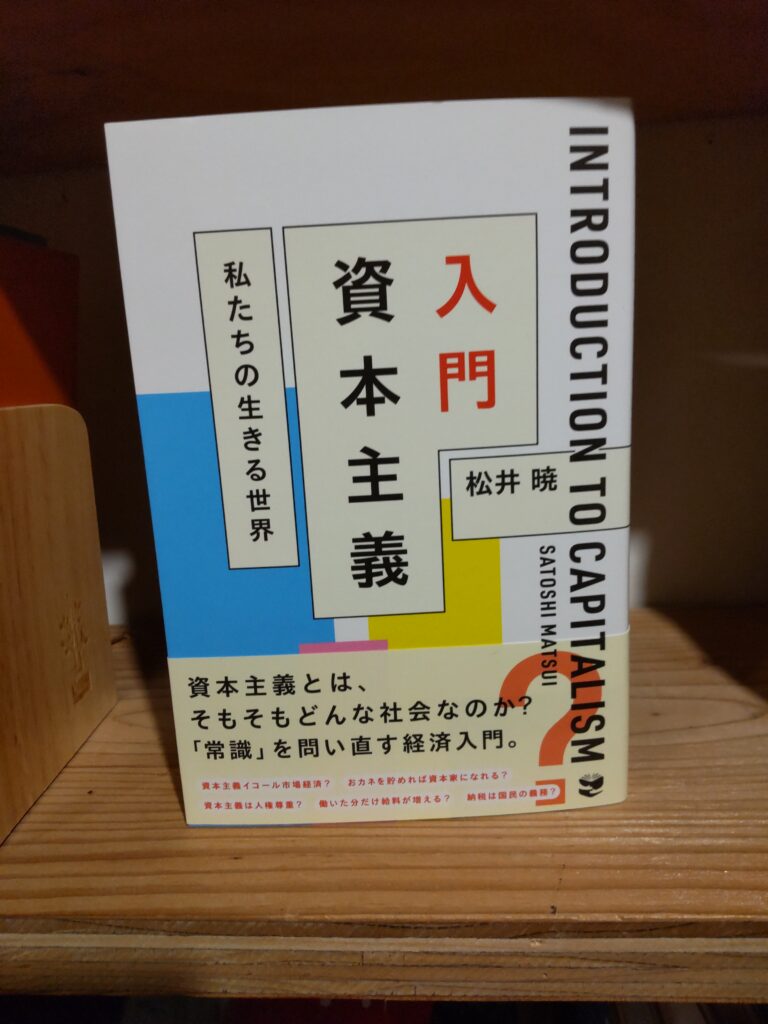 入門
資本主義
私たちの生きる世界
松井 暁
INTRODUCTION TO CAPITALISM
SATOSHI MATSUI
資本主義とは、
そもそもどんな社会なのか?
「常識」を問い直す経済入門。
資本主義イコール市場経済? おカネを貯めれば資本家になれる?
資本主義は人権尊重? 働いた分だけ給料が増える? 納税は国民の義務?
?